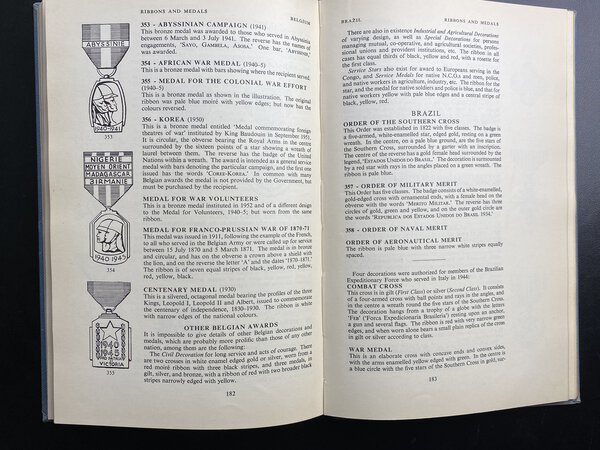 RIBBONS AND MEDALS
BELGIUM
ABYSSINIE
1940-1941
353
NIGERIE
MOYEN ORIENT
MADAGASCAR
BIRMANIE
1940 1945
354
1940
1945
VICTORIA
355
353 - ABYSSINIAN CAMPAIGN (1941)
This bronze medal was awarded to those who served in Abyssinia
between 6 March and 3 July 1941. The reverse has the names of
engagements, 'SAYO, GAMBELA, ASOBA.' One bar, 'ABYSSINIE,'
was awarded.
354 - AFRICAN WAR MEDAL (1940-5)
This is a bronze medal with bars showing where the recipient served.
355 - MEDAL FOR THE COLONIAL WAR EFFORT
(1940-5)
This is a bronze medal as shown in the illustration. The original
ribbon was pale blue moiré with yellow edges; but now has the
colours reversed.
356 - KOREA (1950)
This is a bronze medal entitled 'Medal commemorating foreign
theatres of war' instituted by King Baudouin in September 1951.
It is circular, the obverse bearing the Royal Arms in the centre
surrounded by the sixteen points of a star showing a wreath of
laurel between them. The reverse has the badge of the United
Nations within a wreath. The award is intended as a general service
medal with bars denoting the particular campaign, and the first one
issued has the words 'COREE-KOREA.' In common with many
Belgian awards the medal is not provided by the Government, but
must be purchased by the recipient.
MEDAL FOR WAR VOLUNTEERS
This bronze medal was instituted in 1952 and of a different design
to the Medal for Volunteers, 1940-5; but worn from the same
ribbon.
MEDAL FOR FRANCO-PRUSSIAN WAR OF 1870-71
This medal was issued in 1911, following the example of the French,
to all who served in the Belgian Army or were called up for service
between 15 July 1870 and 5 March 1871. The medal is in bronze
and circular, and has on the obverse a crown above a shield with
the lion, and on the reverse the letter 'A' and the dates '1870-1871.'
The ribbon is of seven equal stripes of black, yellow, red, yellow,
red, yellow, black.
CENTENARY MEDAL (1930)
This is a silvered, octagonal medal bearing the profiles of the three
Kings, Leopold I, Leopold II and Albert, issued to commemorate
the centenary of independence, 1830-1930. The ribbon is white
with narrow edges of the national colours.
OTHER BELGIAN AWARDS
It is impossible to give details of other Belgian decorations and
medals, which are probably more prolific than those of any other
nation, among them are the following:
The Civil Decoration for long service and acts of courage. There
are two crosses in white enamel edged gold or silver, worn from a
red moiré ribbon with three black stripes, and three medals, in
gilt, silver, and bronze, with a ribbon of red with two broader black
stripes narrowly edged with yellow.
182
BRAZIL
RIBBONS AND MEDALS
There are also in existence Industrial and Agricultural Decorations
of varying design, as well as Special Decorations for persons
managing mutual, co-operative, and agricultural societies, profes-
sional unions and provident institutions, etc. The ribbon in all
cases has equal thirds of black, yellow and red, with a rosette for
the first class.
Service Stars also exist for award to Europeans serving in the
Congo, and Service Medals for native N.C.O.s and men, police,
and native workers in agriculture, industry, etc. The ribbon for the
star, and the medal for native soldiers and police is blue, and that for
native workers yellow with pale blue edges and a central stripe of
black, yellow, red.
BRAZIL
ORDER OF THE SOUTHERN CROSS
This Order was established in 1822 with five classes. The badge is
a five-armed, white-enamelled star, edged gold, resting on a green
wreath. In the centre, on a pale blue ground, are the five stars of
the Southern Cross, surrounded by a garter with an inscription.
The centre of the reverse has a gold female head surrounded by the
legend, 'ESTADOS UNIDOS DO BRASIL.' The decoration is surrounded
by a red star with rays in the angles placed on a green wreath. The
ribbon is pale blue.
357 - ORDER OF MILITARY MERIT
This Order has five classes. The badge consists of a white-enamelled,
gold-edged cross with ornamental ends, with a female head on the
obverse with the words 'MERITO MILITAR.' The reverse has three
circles of gold, green and yellow, and on the outer gold circle are
the words 'REPUBLICA DOS ESTADOS UNIDOS DO BRASIL 1934.'
358 - ORDER OF NAVAL MERIT
ORDER OF AERONAUTICAL MERIT
The ribbon is pale blue with three narrow white stripes equally
spaced.
Four decorations were authorized for members of the Brazilian
Expeditionary Force who served in Italy in 1944:
COMBAT CROSS
This cross is in gilt (First Class) or silver (Second Class). It consists
of a four-armed cross with ball points and rays in the angles, and
in the centre a wreath round the five stars of the Southern Cross.
The decoration hangs from a trophy of a globe with the letters
'Feb' (Forca Expedicionaria Brasileria') resting upon an anchor,
a gun and several flags. The ribbon is red with very narrow green
edges, and when worn alone bears a small plain replica of the cross
in gilt or silver according to class.
WAR MEDAL
This is an elaborate cross with concave ends and convex sides,
with the arms enamelled yellow edged with green. In the centre is
a blue circle with the five stars of the Southern Cross in gold, sur-
183